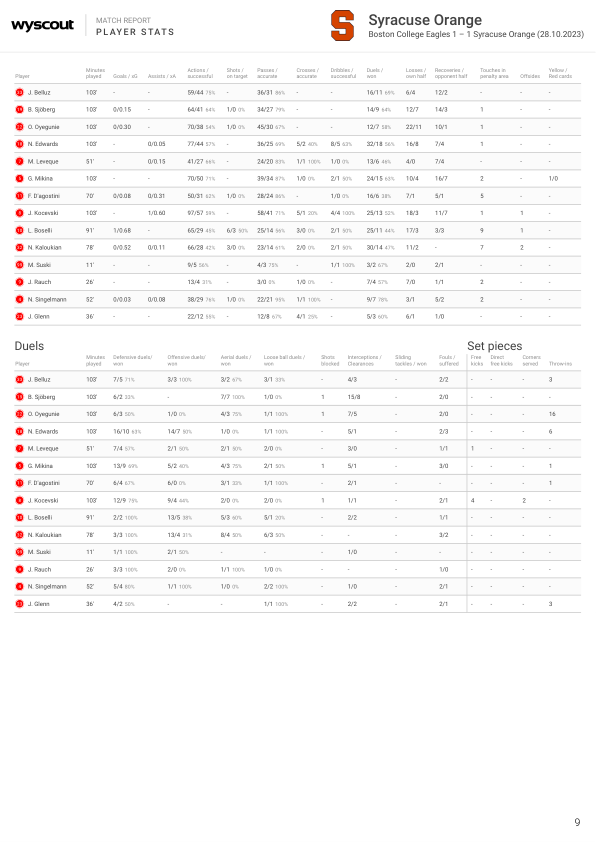 wyscout
MATCH REPORT
PLAYER STATS
Syracuse Orange
Boston College Eagles 1 – 1 Syracuse Orange (28.10.2023)
Player Minutes played Goals / xG Assists / xA Actions / successful Shots / on target Passes / accurate Crosses / accurate Dribbles / successful Duels / won Losses / own half Recoveries / opponent half Touches in penalty area Offsides Yellow / Red cards
J. Belluz 103' - - 59/44 75% - 36/31 86% - - 16/11 69% 6/4 12/2 - - -
B. Sjöberg 103' 0/0.15 - 64/41 64% 1/0 0% 34/27 79% - - 14/9 64% 12/7 14/3 1 - -
O. Oyegunie 103' 0/0.30 - 70/38 54% 1/0 0% 45/30 67% - - 12/7 58% 22/11 10/1 1 - -
N. Edwards 103' - 0/0.05 77/44 57% - 36/25 69% 5/2 40% 8/5 63% 32/18 56% 16/8 7/4 1 - -
M. Leveque 51' - 0/0.15 41/27 66% - 24/20 83% 1/1 100% 1/0 0% 13/6 46% 4/0 7/4 - - -
G. Mikina 103' - - 70/50 71% - 39/34 87% 1/0 0% 2/1 50% 24/15 63% 10/4 16/7 2 - 1/0
F. D'agostini 70' 0/0.08 0/0.31 50/31 62% 1/0 0% 28/24 86% - 1/0 0% 16/6 38% 7/1 5/1 5 - -
J. Kocevski 103' - 1/0.60 97/57 59% - 58/41 71% 5/1 20% 4/4 100% 25/13 52% 18/3 11/7 1 1 -
L. Boselli 91' 1/0.68 - 65/29 45% 6/3 50% 25/14 56% 3/0 0% 2/1 50% 25/11 44% 17/3 3/3 9 1 -
N. Kaloukian 78' 0/0.52 0/0.11 66/28 42% 3/0 0% 23/14 61% 2/0 0% 2/1 50% 30/14 47% 11/2 - 7 2 -
M. Suski 11' - - 9/5 56% - 4/3 75% - 1/1 100% 3/2 67% 2/0 2/1 - - -
J. Rauch 26' - - 13/4 31% - 3/0 0% 1/0 0% - 7/4 57% 7/0 1/1 2 - -
N. Singelmann 52' 0/0.03 0/0.08 38/29 76% 1/0 0% 22/21 95% 1/1 100% - 9/7 78% 3/1 5/2 2 - -
J. Glenn 36' - - 22/12 55% - 12/8 67% 4/1 25% - 5/3 60% 6/1 1/0 - - -
Duels Set pieces
Player Minutes played Defensive duels/ won Offensive duels/ won Aerial duels / won Loose ball duels / won Shots blocked Interceptions / Clearances Sliding tackles / won Fouls / suffered Free kicks Direct free kicks Corners served Throw-ins
J. Belluz 103' 7/5 71% 3/3 100% 3/2 67% 3/1 33% - 4/3 - 2/2 - - - 3
B. Sjöberg 103' 6/2 33% - 7/7 100% 1/0 0% 1 15/8 - 2/0 - - - -
O. Oyegunie 103' 6/3 50% 1/0 0% 4/3 75% 1/1 100% 1 7/5 - 2/0 - - - 16
N. Edwards 103' 16/10 63% 14/7 50% 1/0 0% 1/1 100% - 5/1 - 2/3 - - - 6
M. Leveque 51' 7/4 57% 2/1 50% 2/1 50% 2/0 0% - 3/0 - 1/1 1 - - -
G. Mikina 103' 13/9 69% 5/2 40% 4/3 75% 2/1 50% - 5/1 - 3/0 - - - 1
F. D'agostini 70' 6/4 67% 6/0 0% 3/1 33% 1/1 100% - 2/1 - - - - - 1
J. Kocevski 103' 12/9 75% 9/4 44% 2/0 0% 2/0 0% 1 1/1 - 2/1 4 - 2 -
L. Boselli 91' 2/2 100% 13/5 38% 5/3 60% 5/1 20% - 2/2 - 1/1 - - - -
N. Kaloukian 78' 3/3 100% 13/4 31% 8/4 50% 6/3 50% - - - 3/2 - - - -
M. Suski 11' 1/1 100% 2/1 50% - - - 1/0 - - - - - -
J. Rauch 26' 3/3 100% 2/0 0% 1/1 100% 1/0 0% - - - 1/0 - - - -
N. Singelmann 52' 5/4 80% 1/1 100% 1/0 0% 2/2 100% - 1/0 - 2/1 - - - -
J. Glenn 36' 4/2 50% - - 1/1 100% - 2/2 - 2/1 - - - 3
9